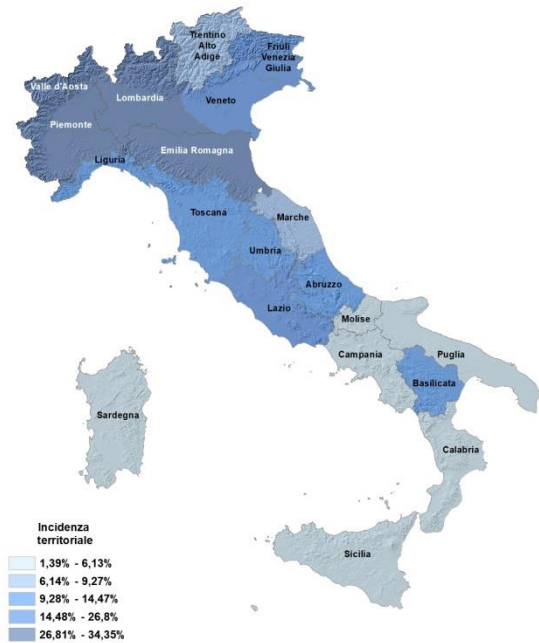 Trentino
Alto
Adige
Friuli
Venezia
Giulia
Valle d'Aosta
Lombardia
Veneto
Piemonte
Emilia Romagna
Liguria
Toscana
Marche
Umbria
Abruzzo
Lazio
Molise
Campania
Puglia
Basilicata
Sardegna
Calabria
Sicilia
Incidenza
territoriale
1,39% - 6,13%
6,14% - 9,27%
9,28% - 14,47%
14,48% - 26,8%
26,81% - 34,35%